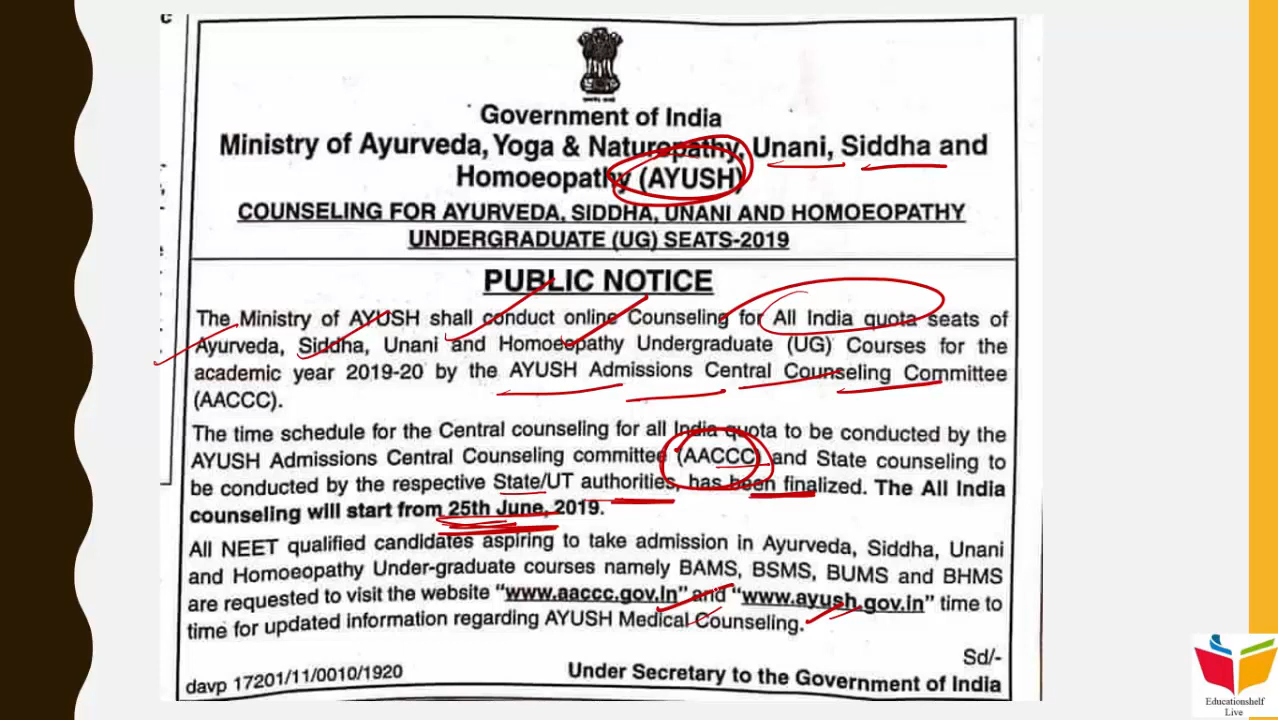 c
Government of India
Ministry of Ayurveda, Yoga & Naturopathy, Unani, Siddha and
Homoeopathy (AYUSH)
COUNSELING FOR AYURVEDA, SIDDHA, UNANI AND HOMOEOPATHY
UNDERGRADUATE (UG) SEATS-2019
PUBLIC NOTICE
The Ministry of AYUSH shall conduct online Counseling for All India quota seats of
Ayurveda, Siddha, Unani and Homoeopathy Undergraduate (UG) Courses for the
academic year 2019-20 by the AYUSH Admissions Central Counseling Committee
(AACCC).
The time schedule for the Central counseling for all India quota to be conducted by the
AYUSH Admissions Central Counseling committee (AACCC) and State counseling to
be conducted by the respective State/UT authorities, has been finalized. The All India
counseling will start from 25th June, 2019.
All NEET qualified candidates aspiring to take admission in Ayurveda, Siddha, Unani
and Homoeopathy Under-graduate courses namely BAMS, BSMS, BUMS and BHMS
are requested to visit the website "www.aaccc.gov.in" and "www.ayush.gov.in" time to
time for updated information regarding AYUSH Medical Counseling.
Sd/-
davp 17201/11/0010/1920
Under Secretary to the Government of India
Educationshelf
Live